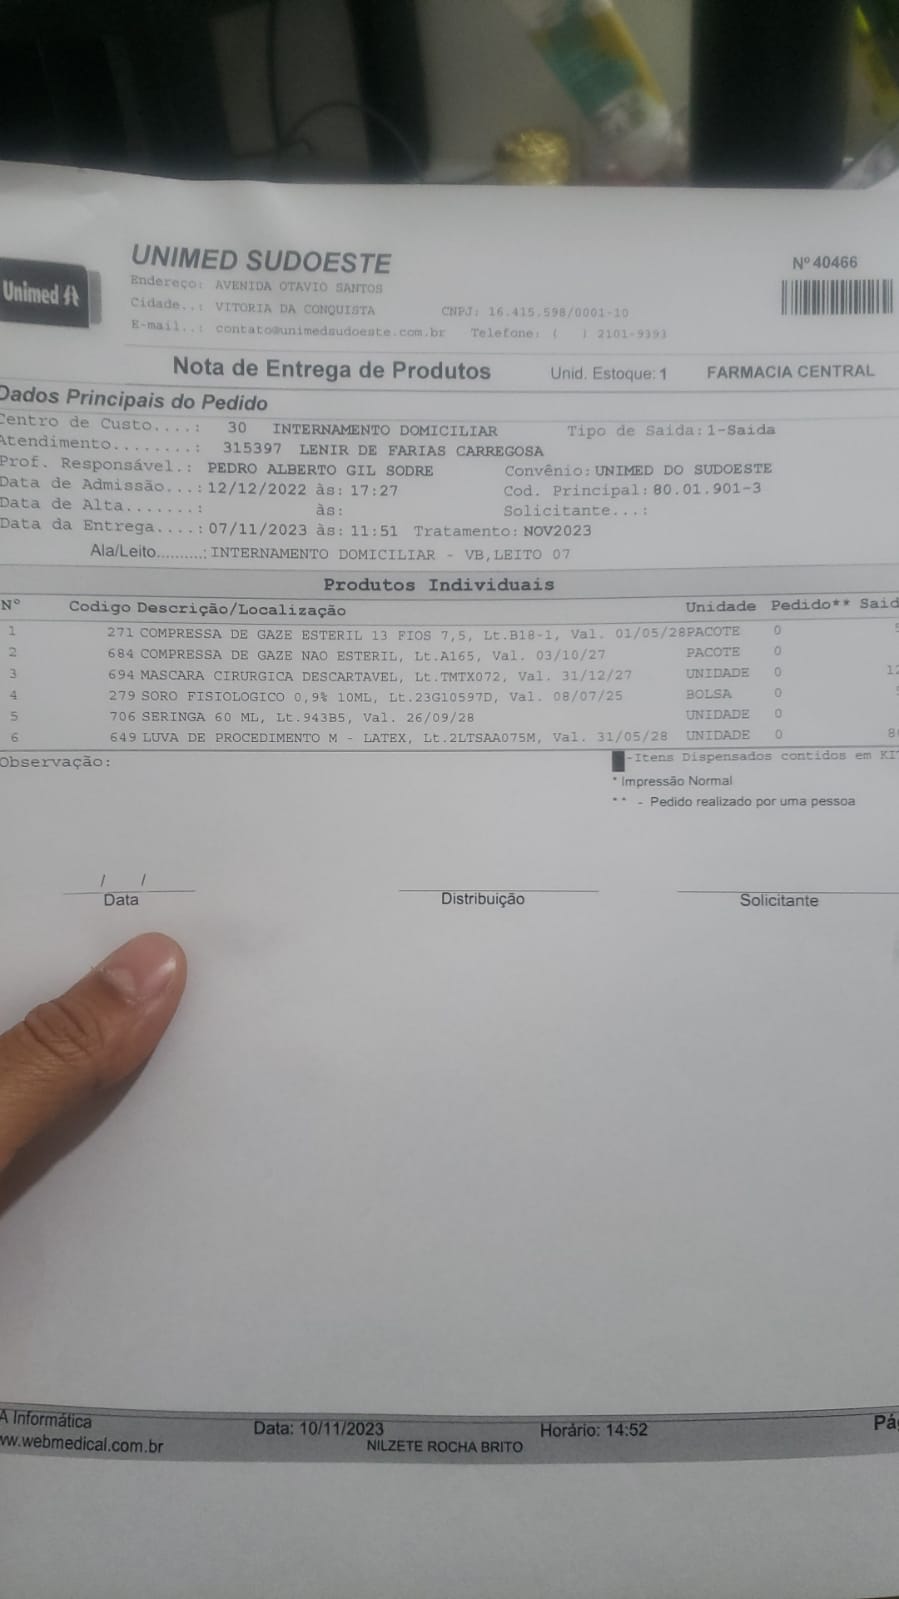 Unimed
UNIMED SUDOESTE
Nº 40466
Endereço: AVENIDA OTAVIO SANTOS
Cidade..: VITORIA DA CONQUISTA CNPJ: 16.415.598/0001-10
E-mail..: contato@unimedsudoeste.com.br Telefone: ( ) 2101-9393
Nota de Entrega de Produtos Unid. Estoque: 1 FARMACIA CENTRAL
Dados Principais do Pedido
Centro de Custo....: 30 INTERNAMENTO DOMICILIAR Tipo de Saida: 1-Saida
Atendimento........: 315397 LENIR DE FARIAS CARREGOSA
Prof. Responsável.: PEDRO ALBERTO GIL SODRE Convênio: UNIMED DO SUDOESTE
Data de Admissão...: 12/12/2022 às: 17:27 Cod. Principal: 80.01.901-3
Data de Alta.......: às: Solicitante...:
Data da Entrega....: 07/11/2023 às: 11:51 Tratamento: NOV2023
Ala/Leito..........: INTERNAMENTO DOMICILIAR - VB, LEITO 07
Produtos Individuais
Nº Codigo Descrição/Localização Unidade Pedido** Said
1 271 COMPRESSA DE GAZE ESTERIL 13 FIOS 7,5, Lt.B18-1, Val. 01/05/28 PACOTE 0
2 684 COMPRESSA DE GAZE NAO ESTERIL, Lt.A165, Val. 03/10/27 PACOTE 0
3 694 MASCARA CIRURGICA DESCARTAVEL, Lt.TMTX072, Val. 31/12/27 UNIDADE 0 12
4 279 SORO FISIOLOGICO 0,9% 10ML, Lt.23G10597D, Val. 08/07/25 BOLSA 0
5 706 SERINGA 60 ML, Lt.943B5, Val. 26/09/28 UNIDADE 0
6 649 LUVA DE PROCEDIMENTO M - LATEX, Lt.2LTSAA075M, Val. 31/05/28 UNIDADE 0 8
Observação: -Itens Dispensados contidos em KIT
* Impressão Normal
** - Pedido realizado por uma pessoa
/ /
Data Distribuição Solicitante
A Informática Data: 10/11/2023 Horário: 14:52 Pá
ww.webmedical.com.br NILZETE ROCHA BRITO